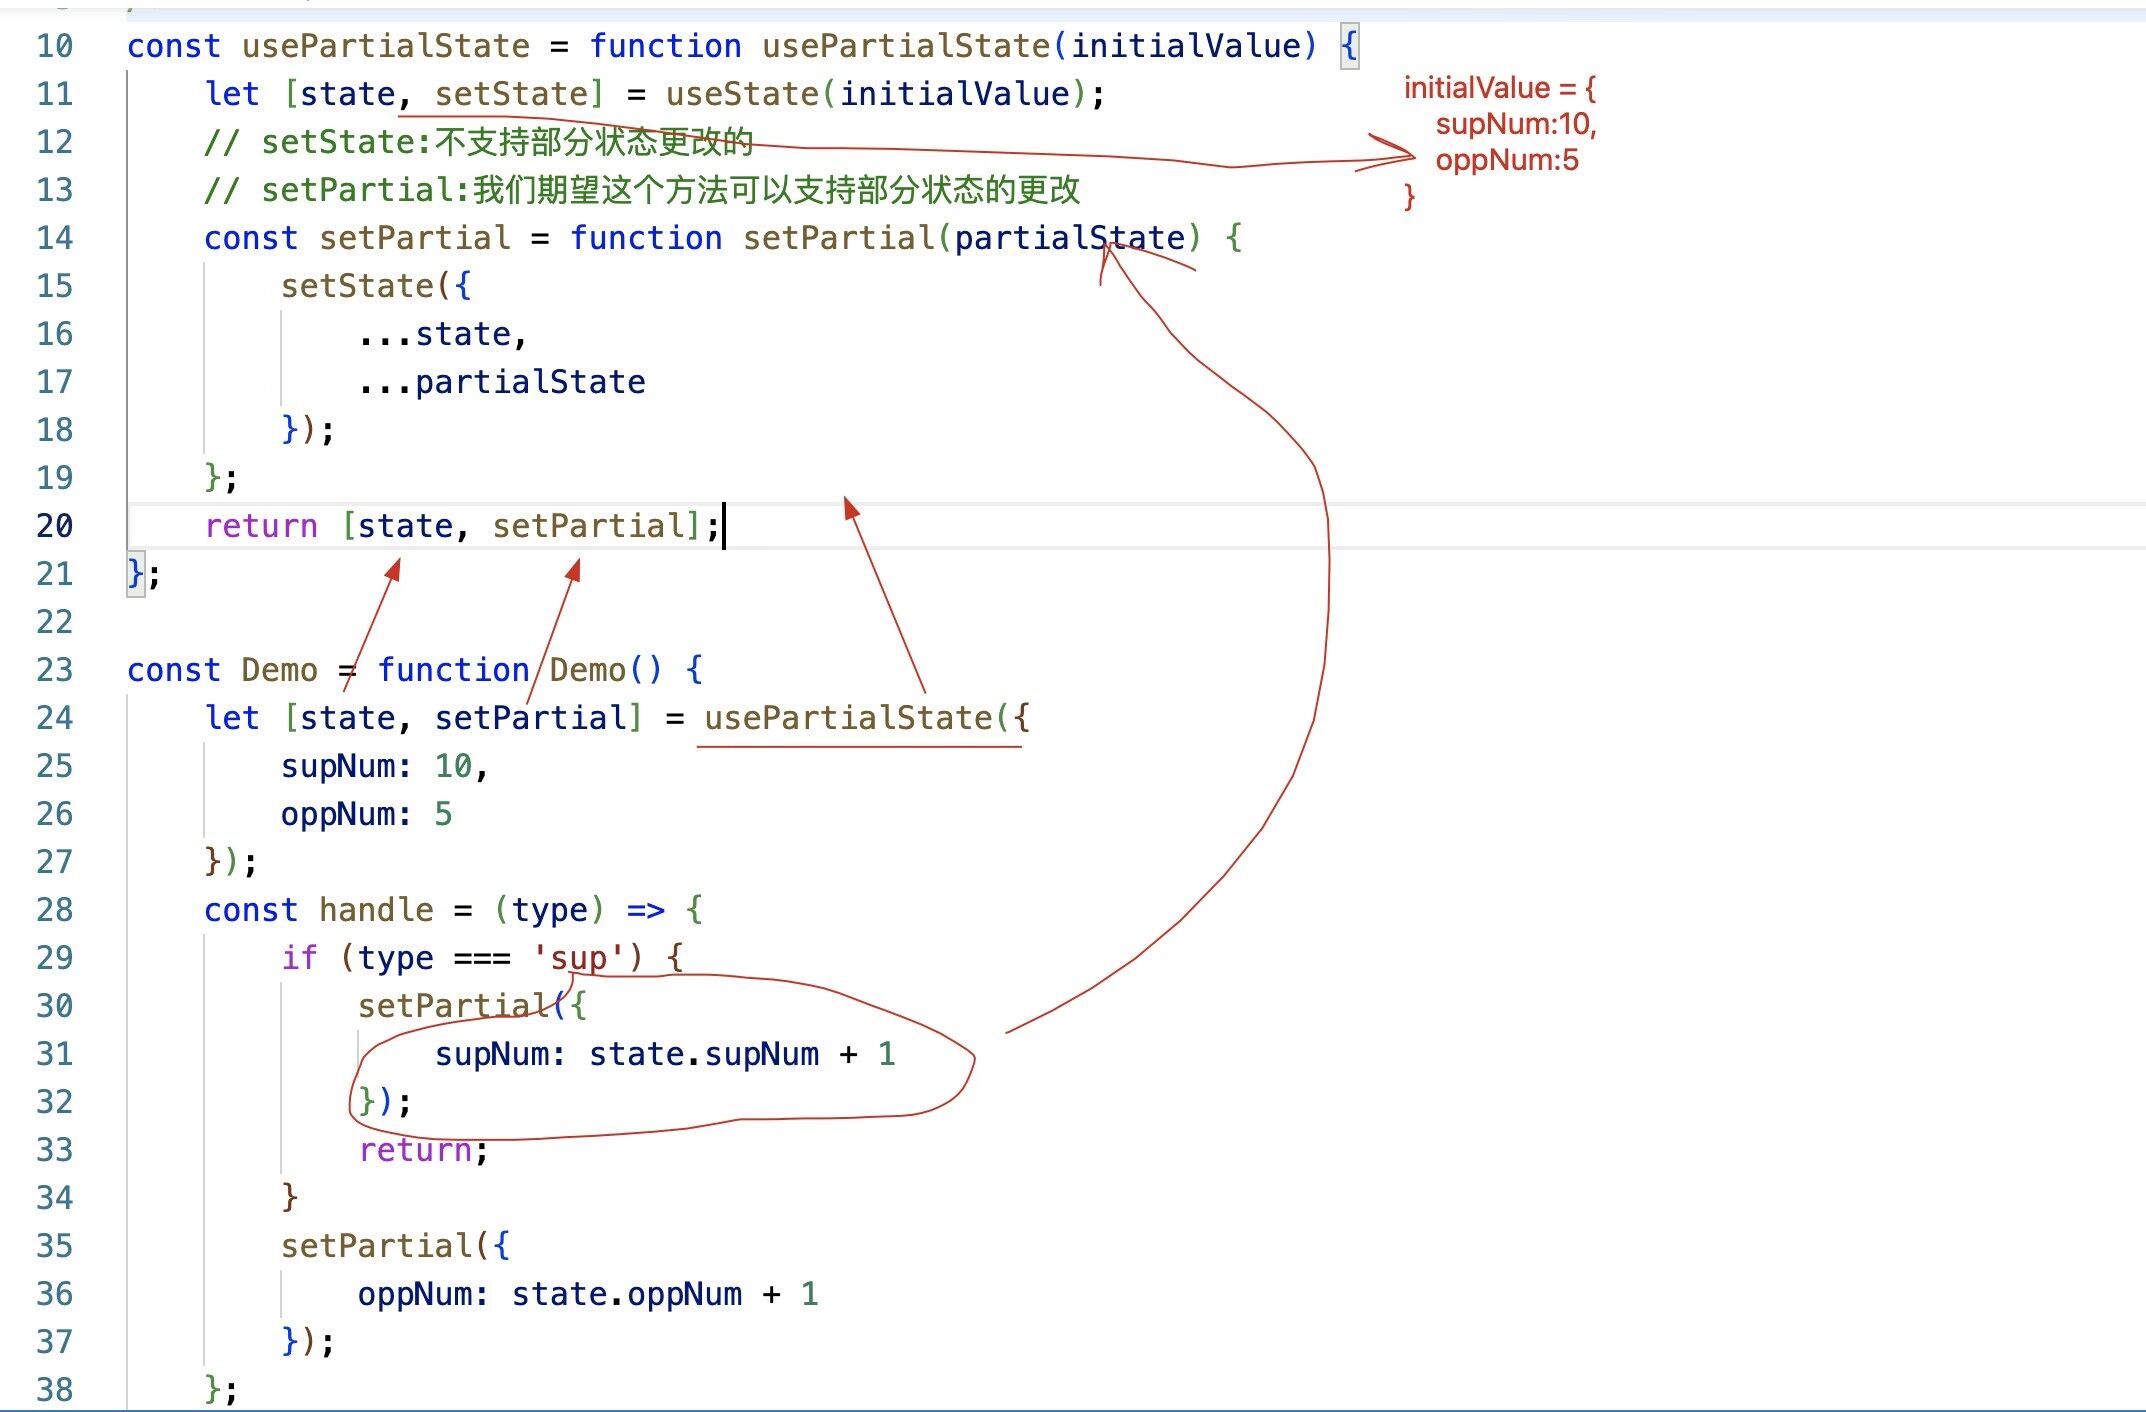 10 const usePartialState = function usePartialState(initialValue) {
11 let [state, setState] = useState(initialValue);
initialValue = {
supNum:10,
oppNum:5
}
12 // setState:不支持部分状态更改的
13 // setPartial:我们期望这个方法可以支持部分状态的更改
14 const setPartial = function setPartial(partialState) {
15 setState({
16 ...state,
17 ...partialState
18 });
19 };
20 return [state, setPartial];
21 };
22
23 const Demo = function Demo() {
24 let [state, setPartial] = usePartialState({
25 supNum: 10,
26 oppNum: 5
27 });
28 const handle = (type) => {
29 if (type === 'sup') {
30 setPartial({
31 supNum: state.supNum + 1
32 });
33 return;
34 }
35 setPartial({
36 oppNum: state.oppNum + 1
37 });
38 };